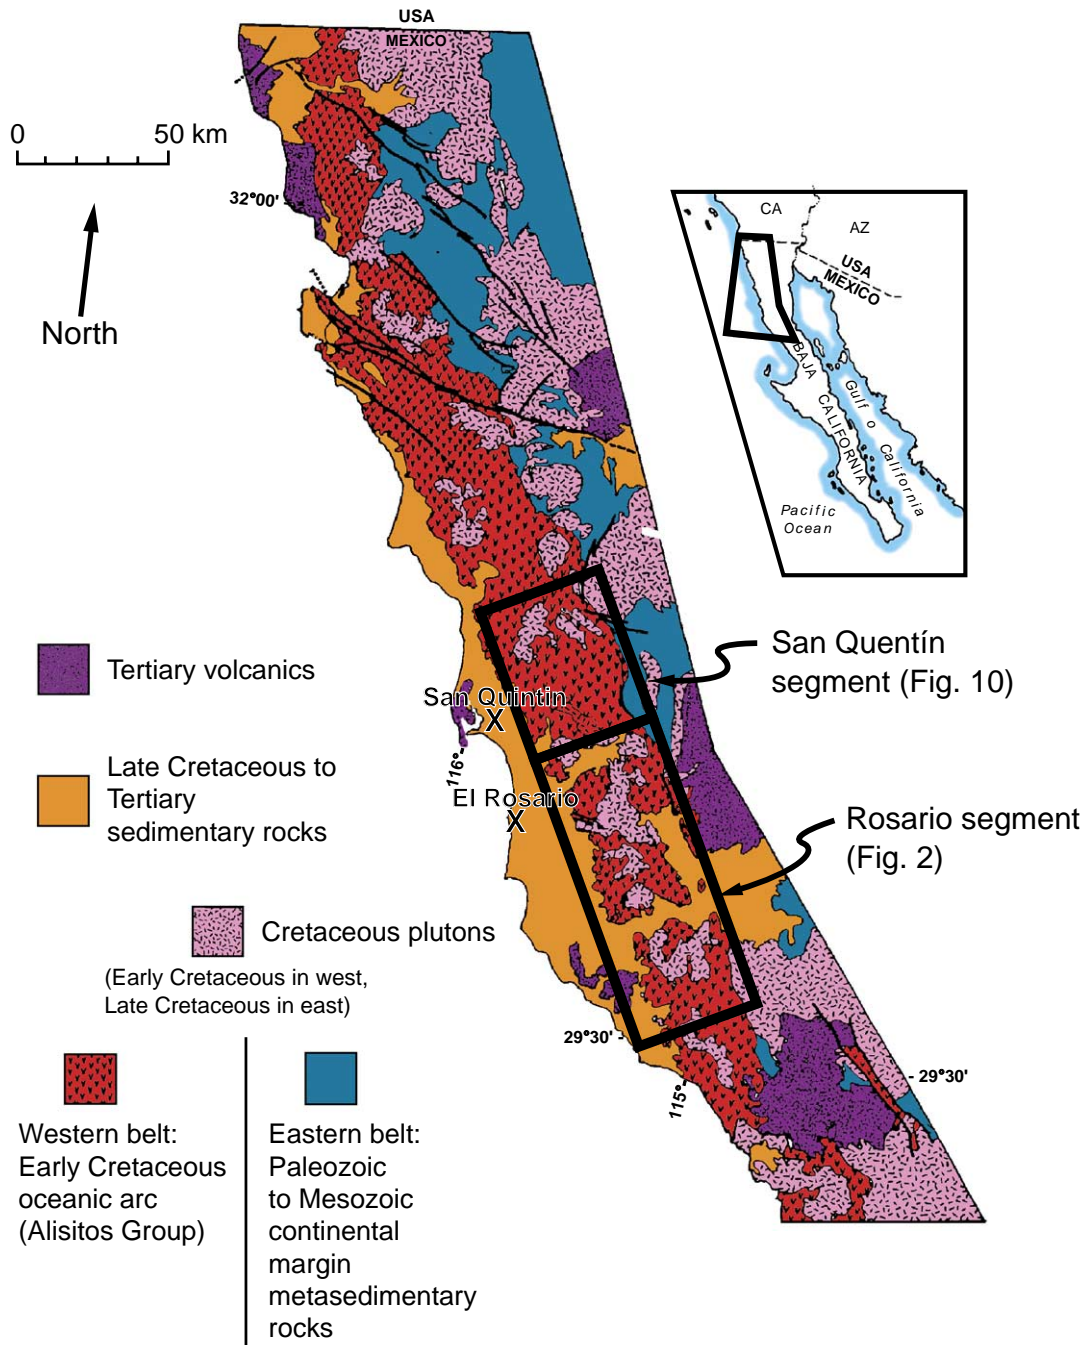 USA
MEXICO
0 50 km
32°00'
North
CA
AZ
USA
MEXICO
BAJA
CALIFORNIA
Gulf o California
Pacific
Ocean
San Quentín
segment (Fig. 10)
Tertiary volcanics
San Quintin
X
116°
Late Cretaceous to
Tertiary
sedimentary rocks
El Rosario
X
Rosario segment
(Fig. 2)
Cretaceous plutons
(Early Cretaceous in west,
Late Cretaceous in east)
29°30'
29°30'
115°
Western belt:
Early Cretaceous
oceanic arc
(Alisitos Group)
Eastern belt:
Paleozoic
to Mesozoic
continental
margin
metasedimentary
rocks